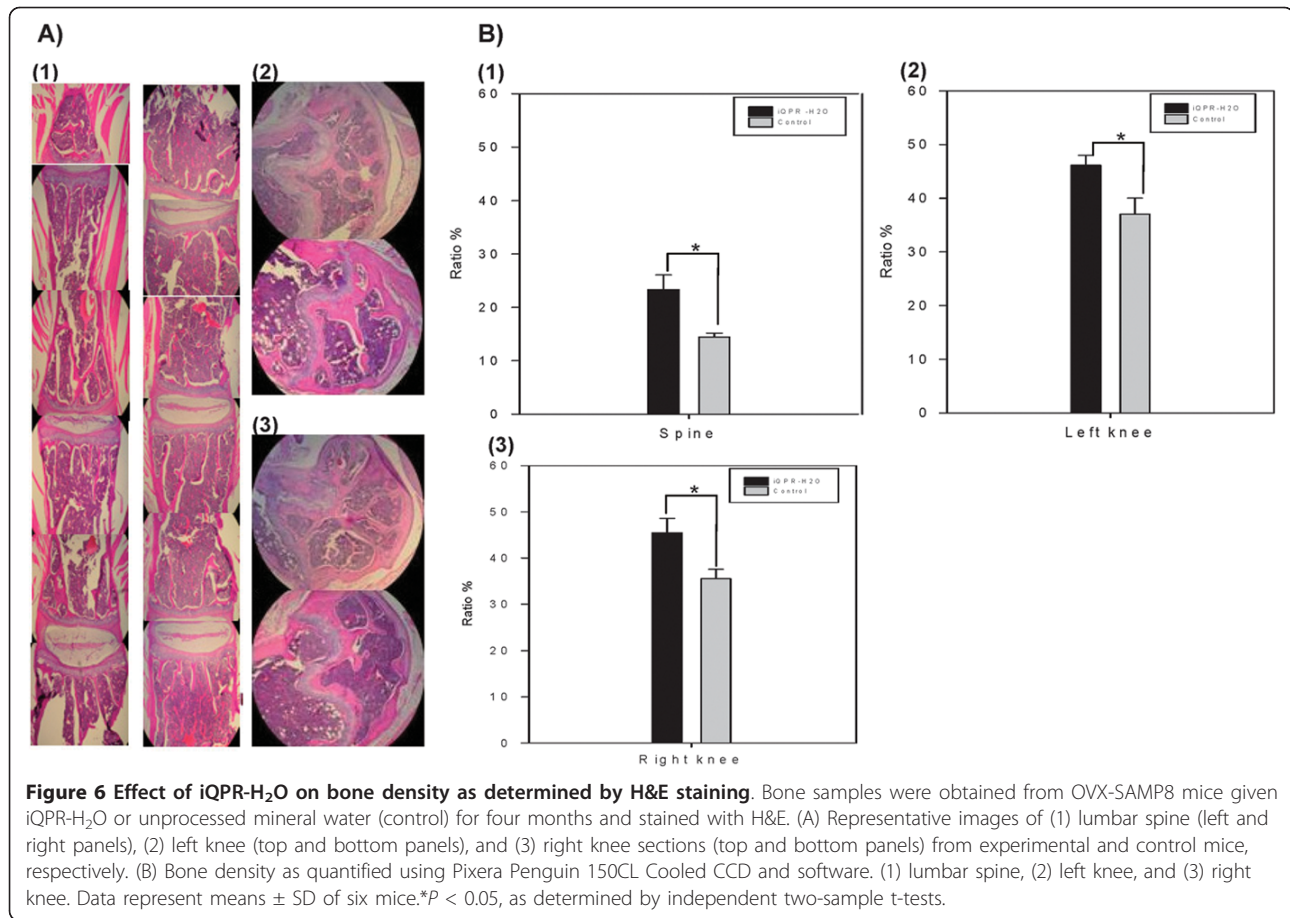 A)
(1)
(2)
(3)
B)
(1)
60
50
40
30
20
10
0
Ratio %
iQPR-H2O
Control
*
Spine
(2)
60
50
40
30
20
10
0
Ratio %
iQPR-H2O
Control
*
Left knee
(3)
60
50
40
30
20
10
0
Ratio %
iQPR-H2O
Control
*
Right knee
Figure 6 Effect of iQPR-H₂O on bone density as determined by H&E staining. Bone samples were obtained from OVX-SAMP8 mice given
iQPR-H₂O or unprocessed mineral water (control) for four months and stained with H&E. (A) Representative images of (1) lumbar spine (left and
right panels), (2) left knee (top and bottom panels), and (3) right knee sections (top and bottom panels) from experimental and control mice,
respectively. (B) Bone density as quantified using Pixera Penguin 150CL Cooled CCD and software. (1) lumbar spine, (2) left knee, and (3) right
knee. Data represent means ± SD of six mice.*P < 0.05, as determined by independent two-sample t-tests.